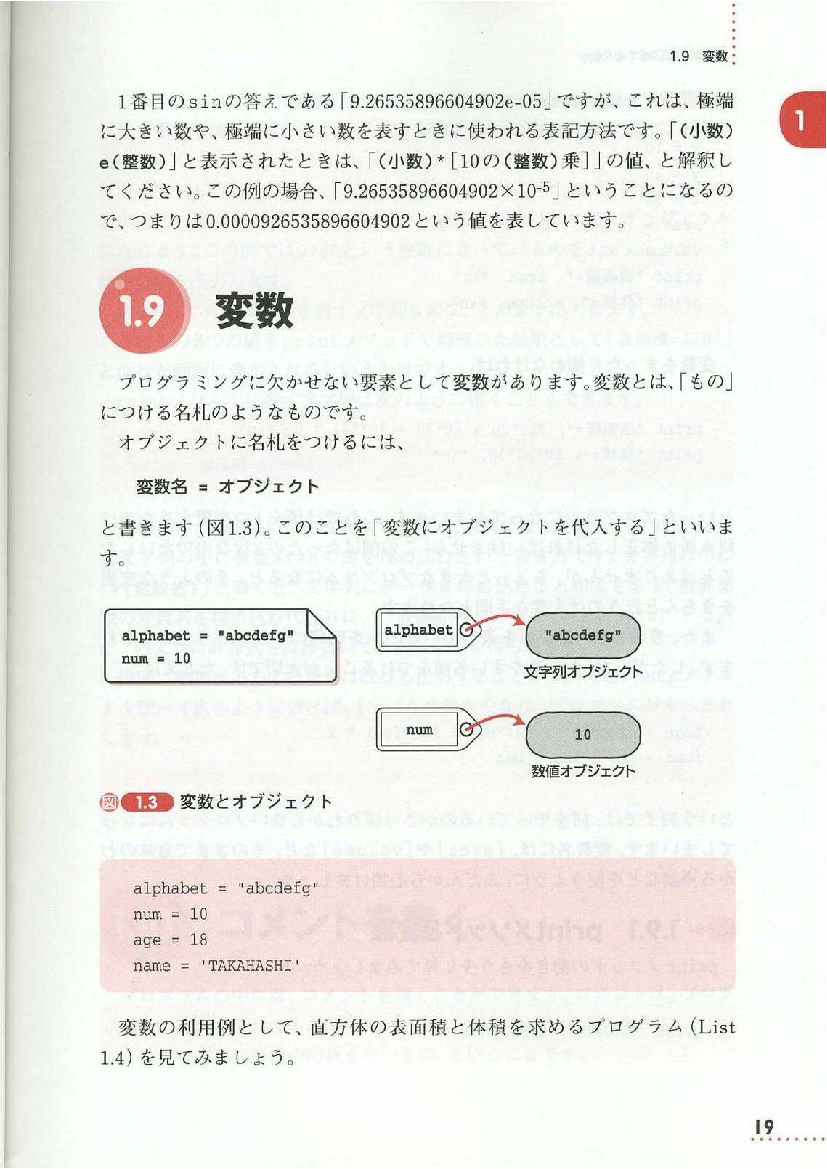 1.9 変数
1
1番目のsinの答えである「9.26535896604902e-05」ですが、これは、極端
に大きい数や、極端に小さい数を表すときに使われる表記方法です。「(小数)
e(整数)」と表示されたときは、「(小数)*[10の(整数)乗]」の値、と解釈し
てください。この例の場合、「9.26535896604902×10-5」ということになるの
で、つまりは0.0000926535896604902という値を表しています。
1.9 変数
プログラミングに欠かせない要素として変数があります。変数とは、「もの」
につける名札のようなものです。
オブジェクトに名札をつけるには、
変数名 = オブジェクト
と書きます(図1.3)。このことを「変数にオブジェクトを代入する」といいま
す。
alphabet = "abcdefg"
num = 10
alphabet
"abcdefg"
文字列オブジェクト
num
10
数値オブジェクト
図 1.3 変数とオブジェクト
alphabet = "abcdefg"
num = 10
age = 18
name = 'TAKAHASHI'
変数の利用例として、直方体の表面積と体積を求めるプログラム(List
1.4)を見てみましょう。
19